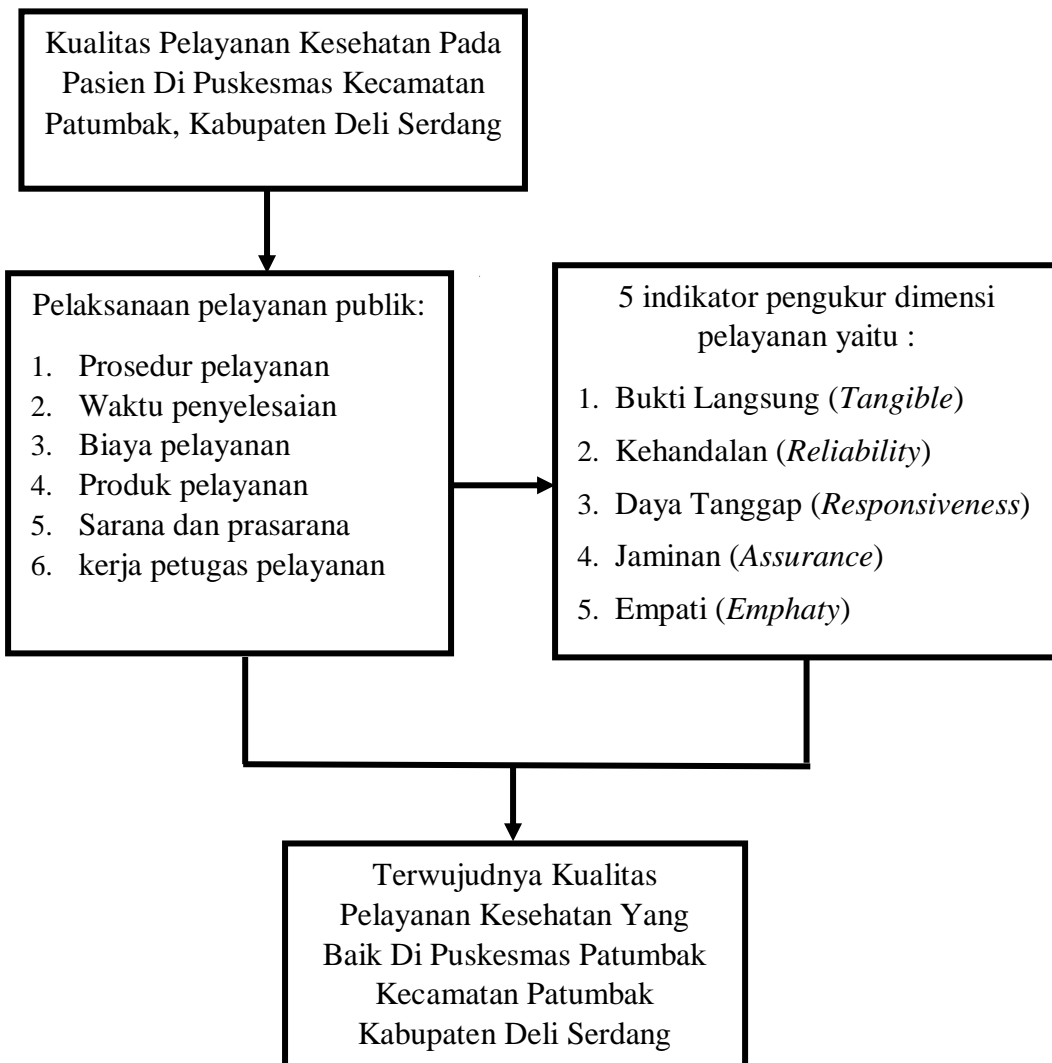 Kualitas Pelayanan Kesehatan Pada
Pasien Di Puskesmas Kecamatan
Patumbak, Kabupaten Deli Serdang
Pelaksanaan pelayanan publik:
1. Prosedur pelayanan
2. Waktu penyelesaian
3. Biaya pelayanan
4. Produk pelayanan
5. Sarana dan prasarana
6. kerja petugas pelayanan
5 indikator pengukur dimensi
pelayanan yaitu :
1. Bukti Langsung (Tangible)
2. Kehandalan (Reliability)
3. Daya Tanggap (Responsiveness)
4. Jaminan (Assurance)
5. Empati (Emphaty)
Terwujudnya Kualitas
Pelayanan Kesehatan Yang
Baik Di Puskesmas Patumbak
Kecamatan Patumbak
Kabupaten Deli Serdang